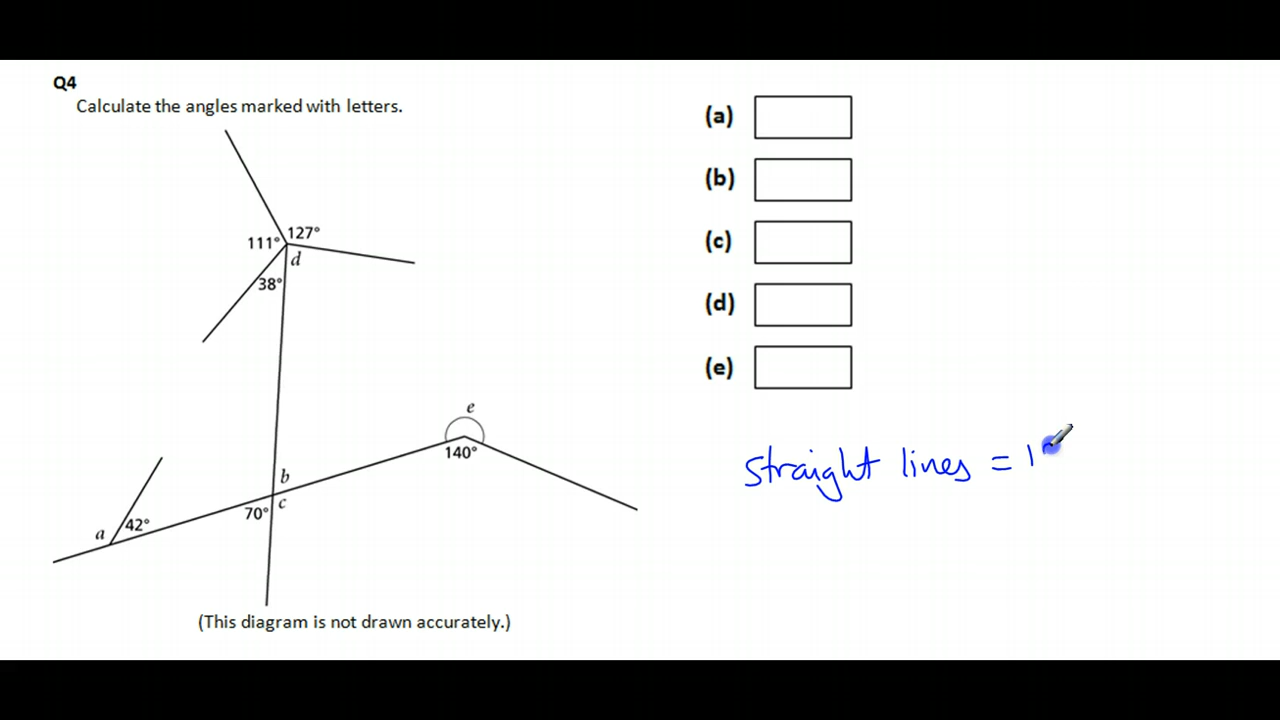 Q4
Calculate the angles marked with letters.
127°
111°
d
38°
e
140°
b
c
70°
42°
a
(This diagram is not drawn accurately.)
(a)
(b)
(c)
(d)
(e)
straight lines = 1